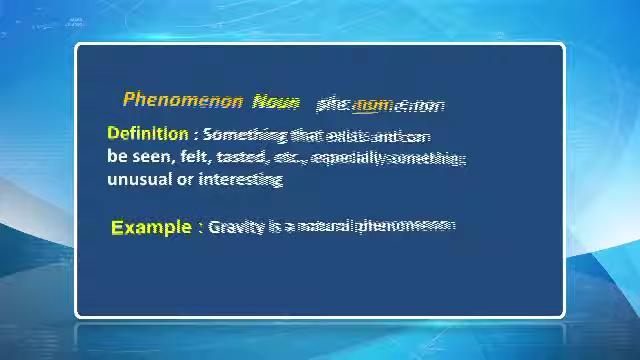 Phenomenon Noun phe.nom.e.non
Definition : Something that exists and can
be seen, felt, tasted, etc., especially something
unusual or interesting
Example : Gravity is a natural phenomenon